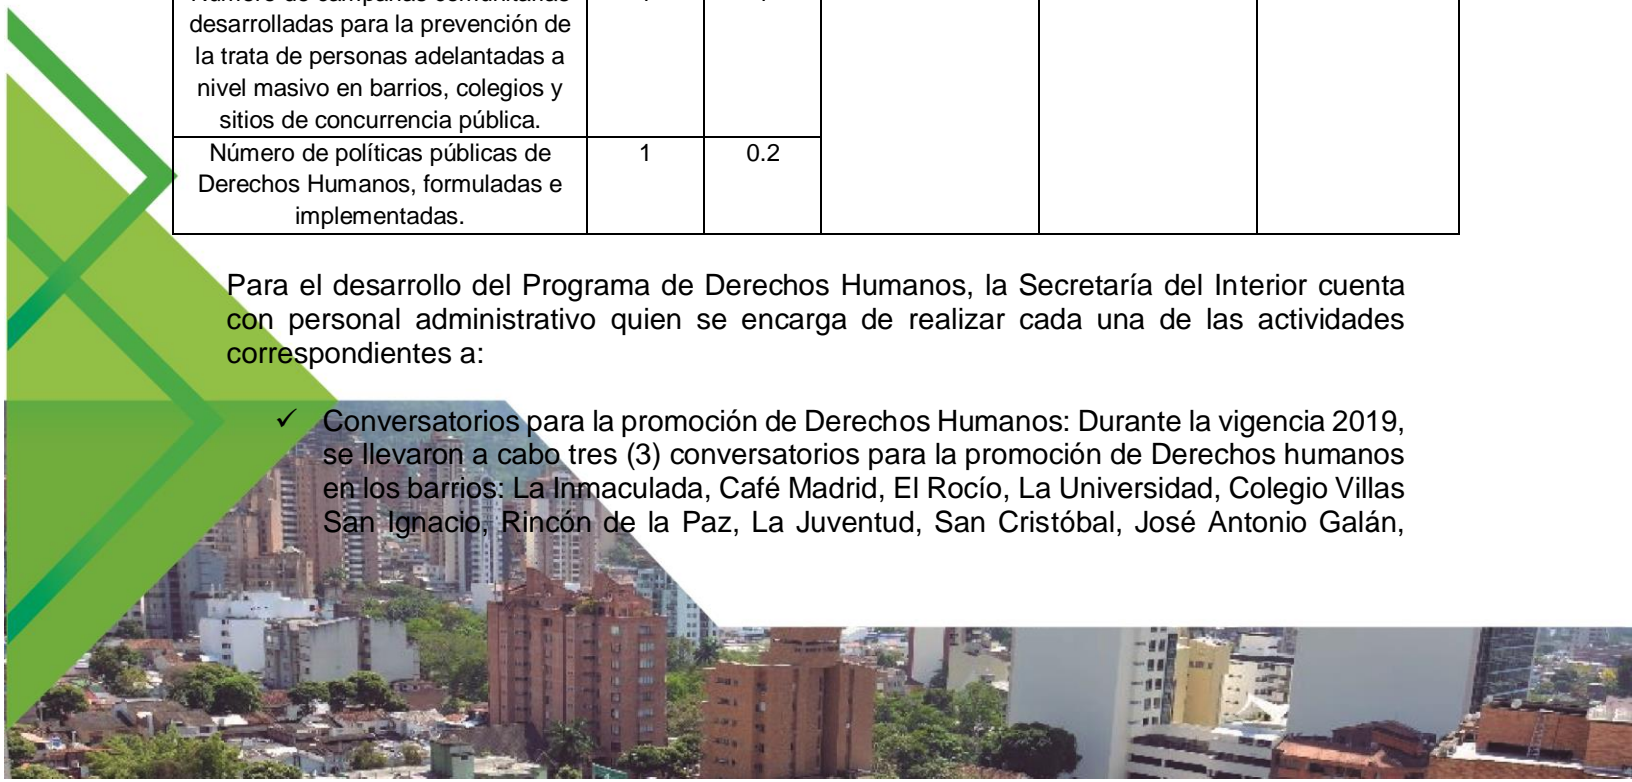 desarrolladas para la prevención de
la trata de personas adelantadas a
nivel masivo en barrios, colegios y
sitios de concurrencia pública.
Número de políticas públicas de 1 0.2
Derechos Humanos, formuladas e
implementadas.
Para el desarrollo del Programa de Derechos Humanos, la Secretaría del Interior cuenta
con personal administrativo quien se encarga de realizar cada una de las actividades
correspondientes a:
✓ Conversatorios para la promoción de Derechos Humanos: Durante la vigencia 2019,
se llevaron a cabo tres (3) conversatorios para la promoción de Derechos humanos
en los barrios: La Inmaculada, Café Madrid, El Rocío, La Universidad, Colegio Villas
San Ignacio, Rincón de la Paz, La Juventud, San Cristóbal, José Antonio Galán,